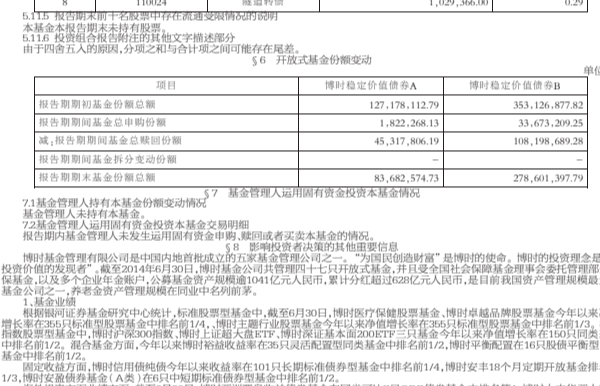 8 110024 隧道转债 1,029,366.00 0.29
5.11.5 报告期末前十名股票中存在流通受限情况的说明
本基金本报告期末未持有股票。
5.11.6 投资组合报告附注的其他文字描述部分
由于四舍五入的原因,分项之和与合计项之间可能存在尾差。
§6 开放式基金份额变动
单位
项目 博时稳定价值债券A 博时稳定价值债券B
报告期期初基金份额总额 127,178,112.79 353,126,877.82
报告期期间基金总申购份额 1,822,268.13 33,673,209.25
减:报告期期间基金总赎回份额 45,317,806.19 108,198,689.28
报告期期间基金拆分变动份额 - -
报告期期末基金份额总额 83,682,574.73 278,601,397.79
§7 基金管理人运用固有资金投资本基金情况
7.1基金管理人持有本基金份额变动情况
基金管理人未持有本基金。
7.2基金管理人运用固有资金投资本基金交易明细
报告期内基金管理人未发生运用固有资金申购、赎回或者买卖本基金的情况。
§8 影响投资者决策的其他重要信息
博时基金管理有限公司是中国内地首批成立的五家基金管理公司之一。“为国民创造财富”是博时的使命。博时的投资理念是
投资价值的发现者”。截至2014年6月30日,博时基金公司共管理四十七只开放式基金,并且受全国社会保障基金理事会委托管理部
保基金,以及多个企业年金账户,公募基金资产规模逾1041亿元人民币,累计分红超过628亿元人民币,是目前我国资产管理规模最
基金公司之一,养老金资产管理规模在同业中名列前茅。
1、基金业绩
根据银河证券基金研究中心统计,标准股票型基金中,截至6月30日,博时医疗保健股票基金、博时卓越品牌股票基金今年以来
增长率在355只标准型股票基金中排名前1/4,、博时主题行业股票基金今年以来净值增长率在355只标准型股票基金中排名前1/3。
指数股票型基金中,博时沪深300指数、博时上证超大盘ETF、博时深证基本面200ETF三只基金今年以来净值增长率在150只同类
中排名前1/2。混合基金方面,今年以来博时裕益收益率在35只灵活配置型同类基金中排名前1/2,博时平衡配置在16只股债平衡型
基金中排名前1/2。
固定收益方面,博时信用债纯债今年以来收益率在101只长期标准债券型基金中排名前1/4,博时安丰18个月定期开放基金排
1/3,博时安盈债券基金(A类)在6只中短期标准债券型基金中排名前1/2。